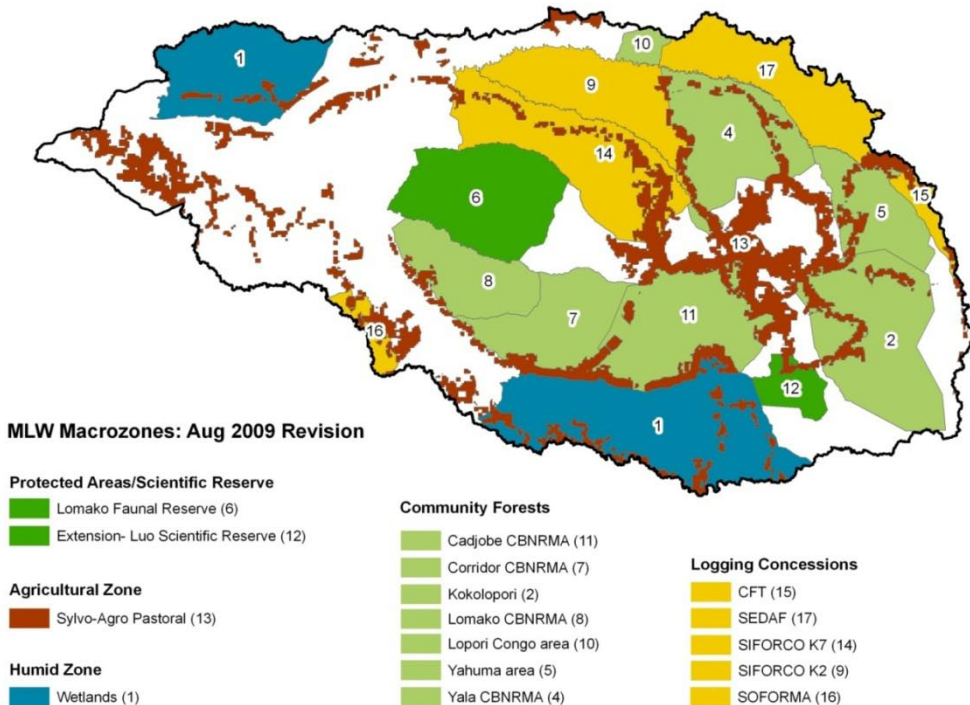 1
10
17
9
4
14
15
6
5
13
8
7
11
16
2
12
1
MLW Macrozones: Aug 2009 Revision
Protected Areas/Scientific Reserve
Lomako Faunal Reserve (6)
Extension- Luo Scientific Reserve (12)
Agricultural Zone
Sylvo-Agro Pastoral (13)
Humid Zone
Wetlands (1)
Community Forests
Cadjobe CBNRMA (11)
Corridor CBNRMA (7)
Kokolopori (2)
Lomako CBNRMA (8)
Lopori Congo area (10)
Yahuma area (5)
Yala CBNRMA (4)
Logging Concessions
CFT (15)
SEDAF (17)
SIFORCO K7 (14)
SIFORCO K2 (9)
SOFORMA (16)